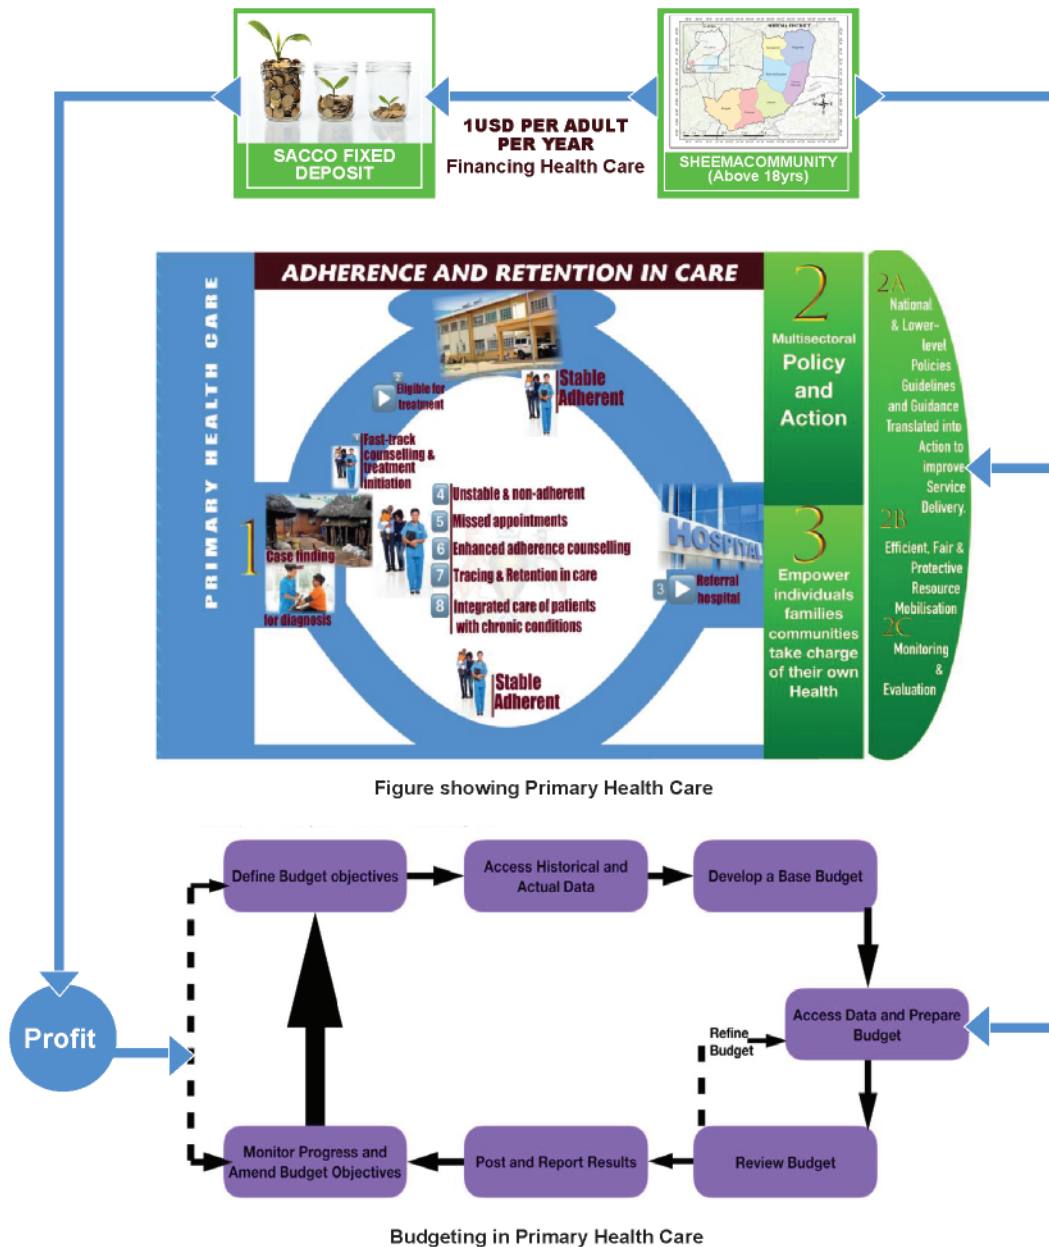 SACCO FIXED
DEPOSIT
1USD PER ADULT
PER YEAR
Financing Health Care
SHEEMA DISTRICT
SHEEMACOMMUNITY
(Above 18yrs)
PRIMARY HEALTH CARE
ADHERENCE AND RETENTION IN CARE
2
Eligible for
treatment
Stable
Adherent
Fast-track
counselling &
treatment
initiation
1
Case finding
for diagnosis
4 Unstable & non-adherent
5 Missed appointments
6 Enhanced adherence counselling
7 Tracing & Retention in care
8 Integrated care of patients
with chronic conditions
HOSPITAL
3 Referral
hospital
Stable
Adherent
2
Multisectoral
Policy
and
Action
3
Empower
individuals
families
communities
take charge
of their own
Health
2A
National
& Lower-
level
Policies
Guidelines
and Guidance
Translated into
Action to
improve
Service
Delivery.
2B
Efficient, Fair &
Protective
Resource
Mobilisation
2C
Monitoring
&
Evaluation
Figure showing Primary Health Care
Define Budget objectives
Access Historical and
Actual Data
Develop a Base Budget
Profit
Refine
Budget
Access Data and Prepare
Budget
Monitor Progress and
Amend Budget Objectives
Post and Report Results
Review Budget
Budgeting in Primary Health Care